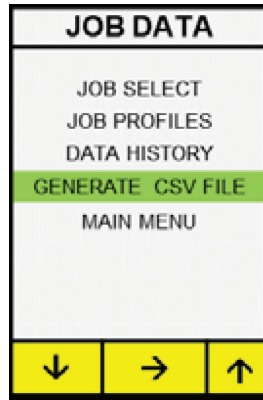 JOB DATA
JOB SELECT
JOB PROFILES
DATA HISTORY
GENERATE CSV FILE
MAIN MENU